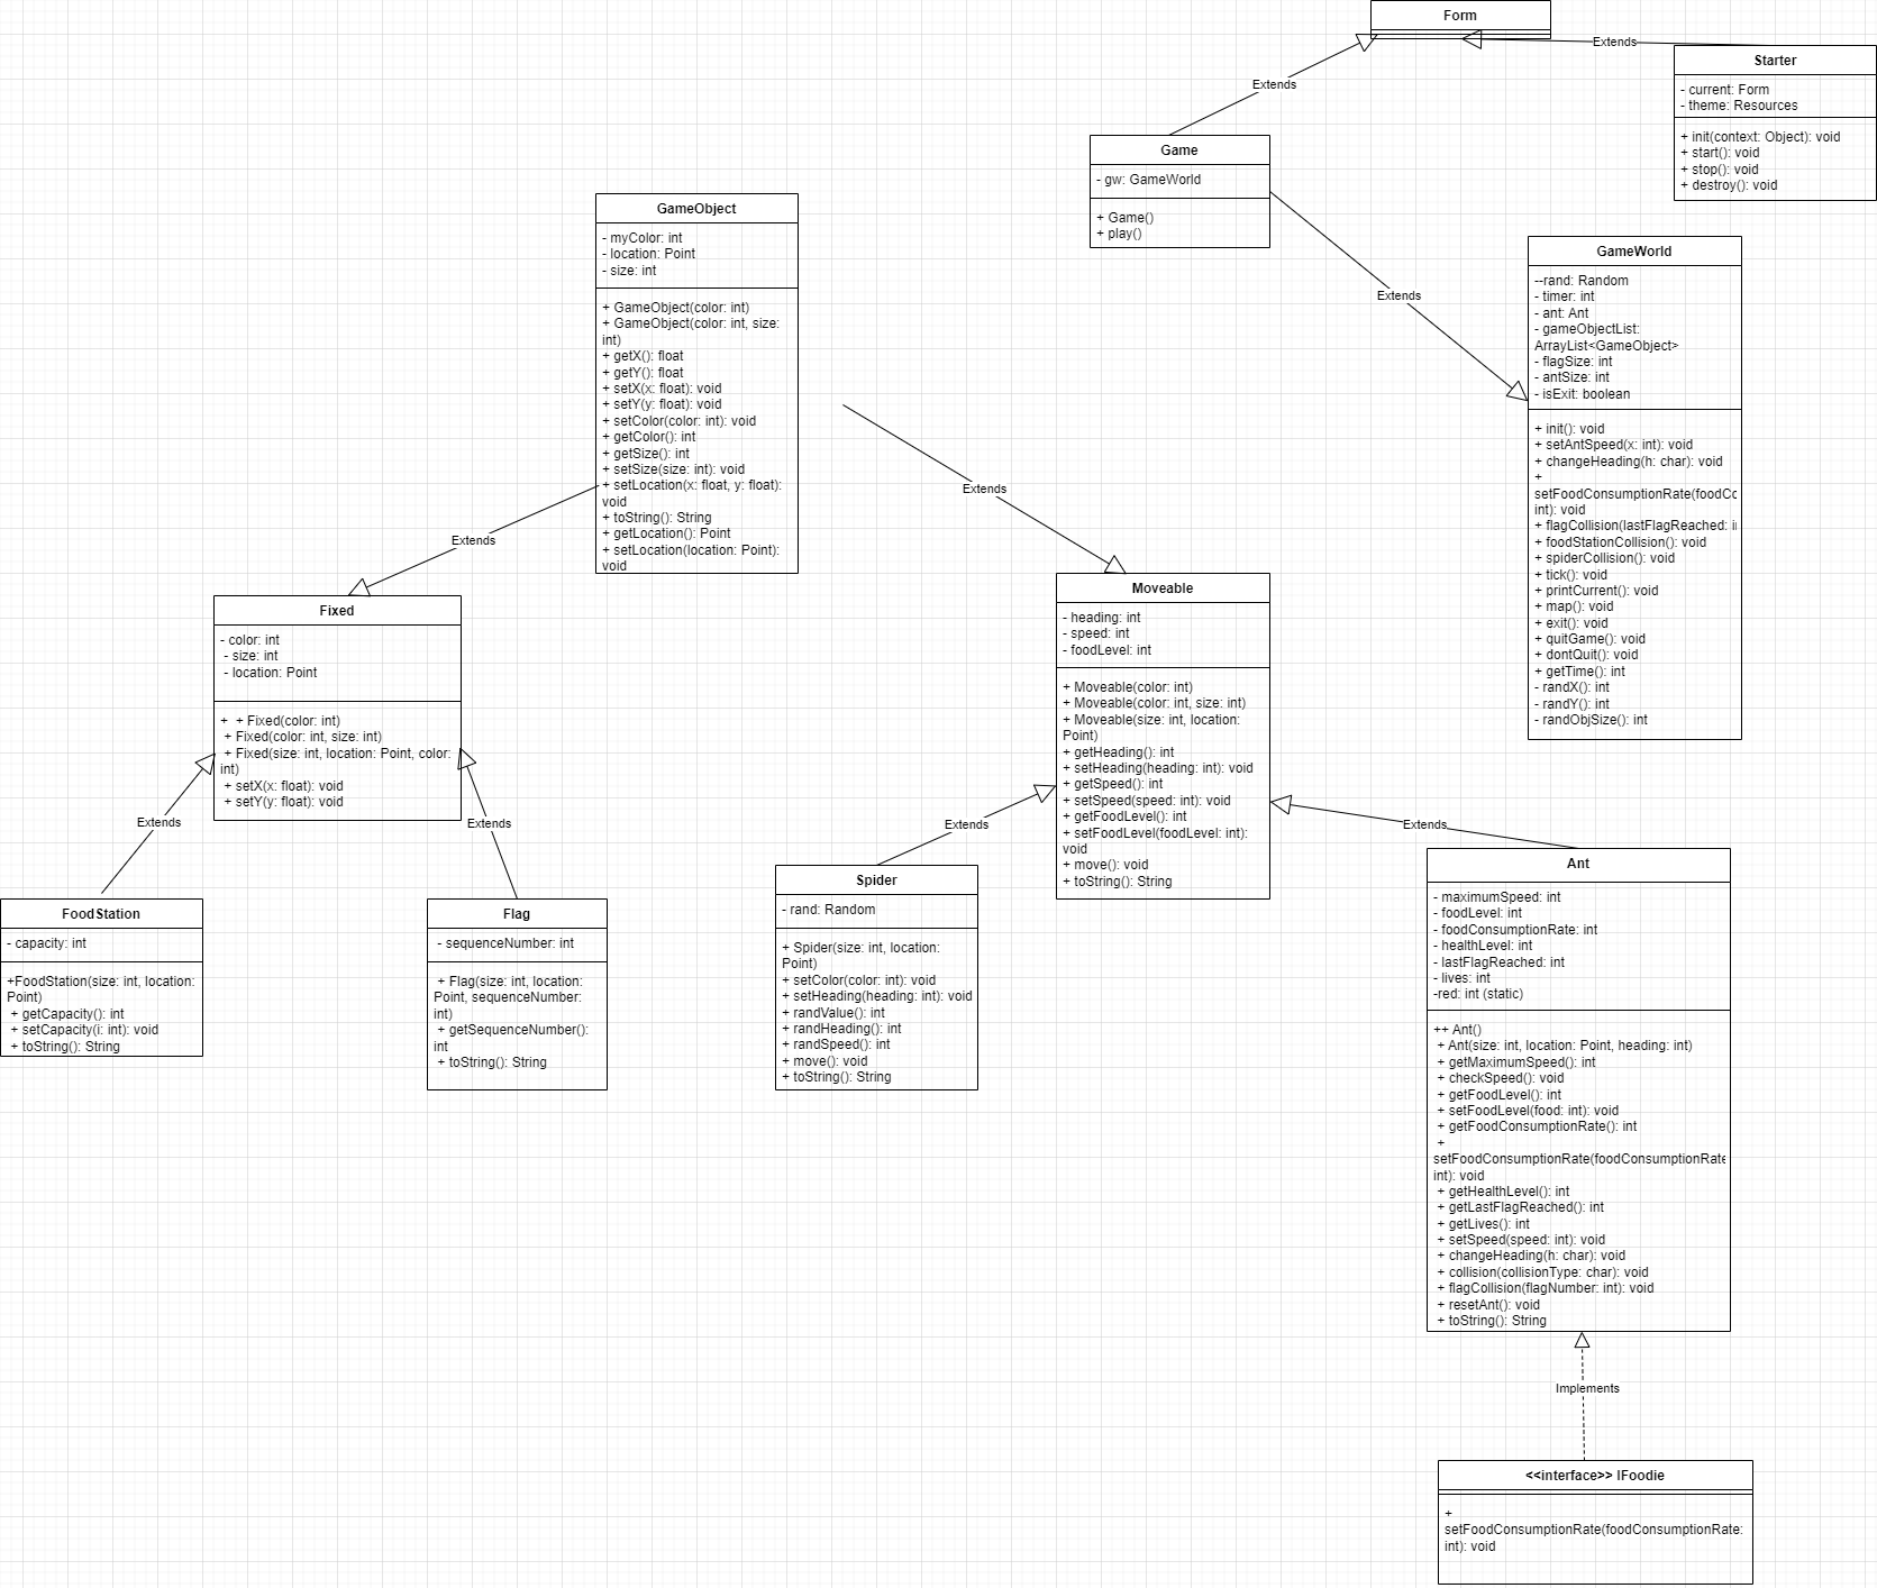 Form
Extends
Starter
- current: Form
- theme: Resources
+ init(context: Object): void
+ start(): void
+ stop(): void
+ destroy(): void
Extends
Game
- gw: GameWorld
+ Game()
+ play()
Extends
GameObject
- myColor: int
- location: Point
- size: int
+ GameObject(color: int)
+ GameObject(color: int, size:
int)
+ getX(): float
+ getY(): float
+ setX(x: float): void
+ setY(y: float): void
+ setColor(color: int): void
+ getColor(): int
+ getSize(): int
+ setSize(size: int): void
+ setLocation(x: float, y: float):
void
+ toString(): String
+ getLocation(): Point
+ setLocation(location: Point):
void
GameWorld
--rand: Random
- timer: int
- ant: Ant
- gameObjectList:
ArrayList<GameObject>
- flagSize: int
- antSize: int
- isExit: boolean
+ init(): void
+ setAntSpeed(x: int): void
+ changeHeading(h: char): void
+
setFoodConsumptionRate(foodCo
int): void
+ flagCollision(lastFlagReached: i
+ foodStationCollision(): void
+ spiderCollision(): void
+ tick(): void
+ printCurrent(): void
+ map(): void
+ exit(): void
+ quitGame(): void
+ dontQuit(): void
+ getTime(): int
- randX(): int
- randY(): int
- randObjSize(): int
Extends
Extends
Fixed
- color: int
- size: int
- location: Point
+ + Fixed(color: int)
+ Fixed(color: int, size: int)
+ Fixed(size: int, location: Point, color:
int)
+ setX(x: float): void
+ setY(y: float): void
Moveable
- heading: int
- speed: int
- foodLevel: int
+ Moveable(color: int)
+ Moveable(color: int, size: int)
+ Moveable(size: int, location:
Point)
+ getHeading(): int
+ setHeading(heading: int): void
+ getSpeed(): int
+ setSpeed(speed: int): void
+ getFoodLevel(): int
+ setFoodLevel(foodLevel: int):
void
+ move(): void
+ toString(): String
Extends
Extends
Extends
Extends
FoodStation
- capacity: int
+FoodStation(size: int, location:
Point)
+ getCapacity(): int
+ setCapacity(i: int): void
+ toString(): String
Flag
- sequenceNumber: int
+ Flag(size: int, location:
Point, sequenceNumber:
int)
+ getSequenceNumber():
int
+ toString(): String
Spider
- rand: Random
+ Spider(size: int, location:
Point)
+ setColor(color: int): void
+ setHeading(heading: int): void
+ randValue(): int
+ randHeading(): int
+ randSpeed(): int
+ move(): void
+ toString(): String
Ant
- maximumSpeed: int
- foodLevel: int
- foodConsumptionRate: int
- healthLevel: int
- lastFlagReached: int
- lives: int
-red: int (static)
++ Ant()
+ Ant(size: int, location: Point, heading: int)
+ getMaximumSpeed(): int
+ checkSpeed(): void
+ getFoodLevel(): int
+ setFoodLevel(food: int): void
+ getFoodConsumptionRate(): int
+
setFoodConsumptionRate(foodConsumptionRate
int): void
+ getHealthLevel(): int
+ getLastFlagReached(): int
+ getLives(): int
+ setSpeed(speed: int): void
+ changeHeading(h: char): void
+ collision(collisionType: char): void
+ flagCollision(flagNumber: int): void
+ resetAnt(): void
+ toString(): String
Implements
<<interface>> IFoodie
+
setFoodConsumptionRate(foodConsumptionRate:
int): void